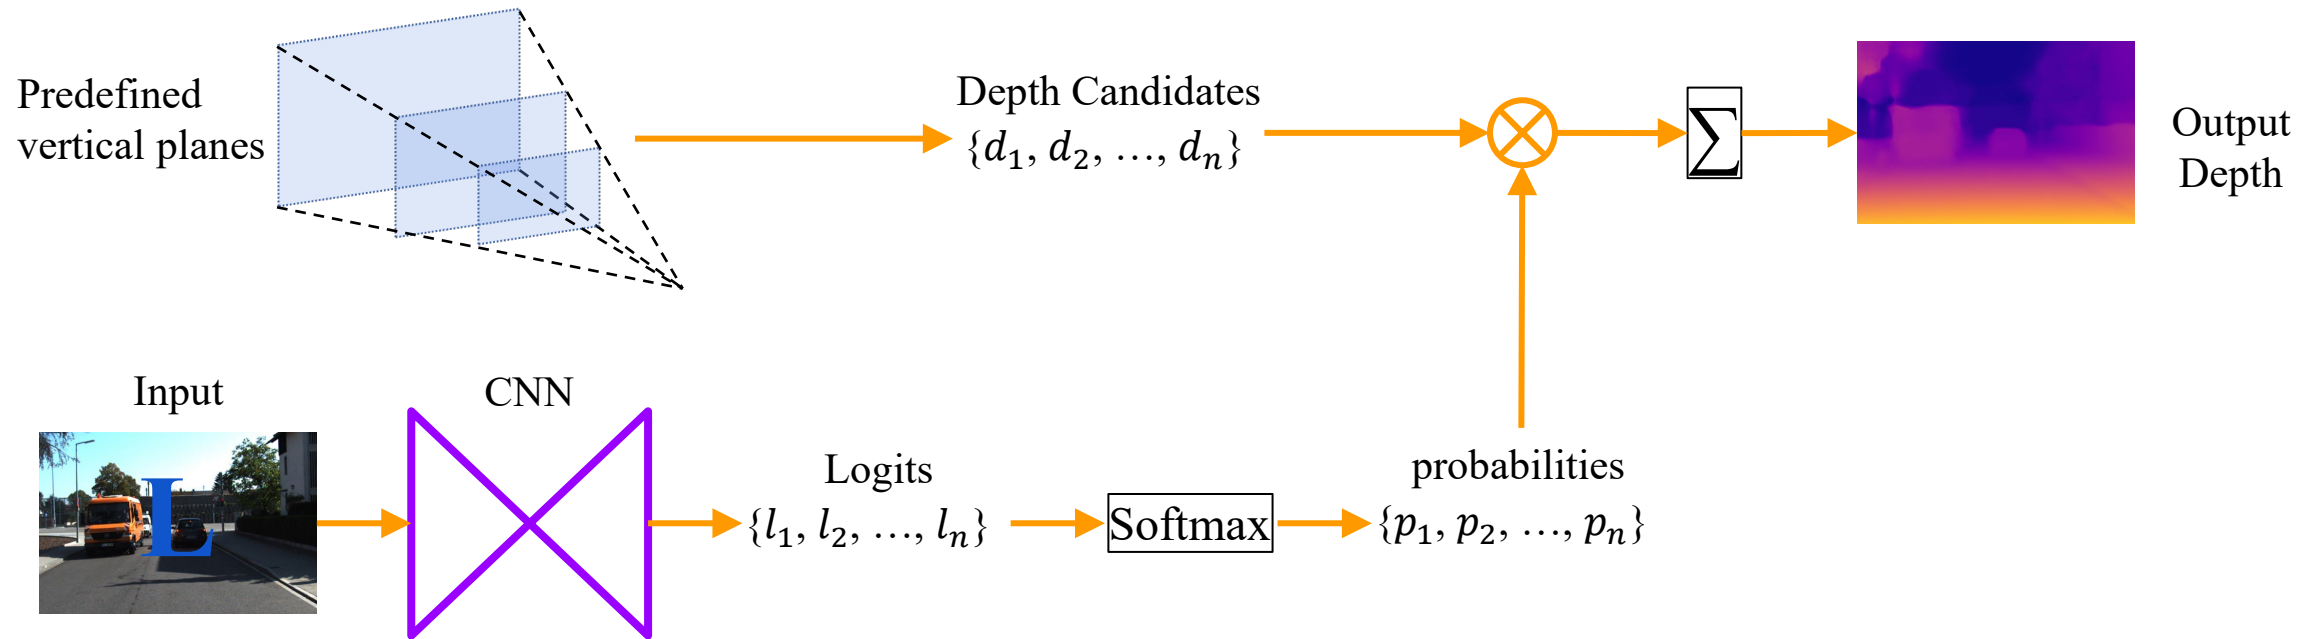 Predefined
vertical planes
Depth Candidates
{d₁, d₂, …, dₙ}
∑
Output
Depth
Input
L
CNN
Logits
{l₁, l₂, …, lₙ}
Softmax
probabilities
{p₁, p₂, …, pₙ}